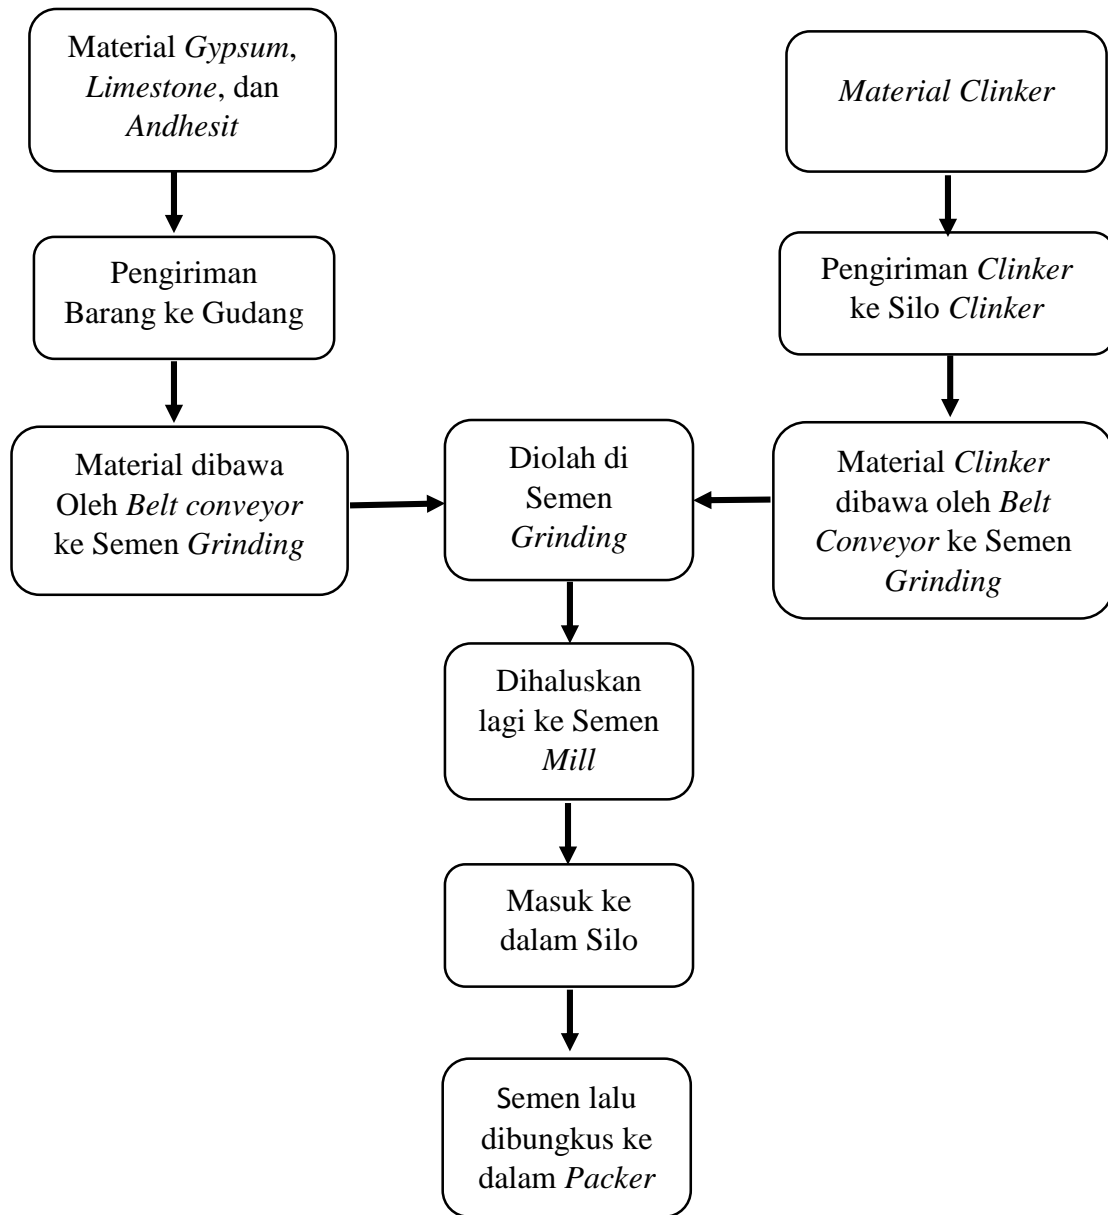 Material Gypsum,
Limestone, dan
Andhesit
Material Clinker
Pengiriman
Barang ke Gudang
Pengiriman Clinker
ke Silo Clinker
Material dibawa
Oleh Belt conveyor
ke Semen Grinding
Diolah di
Semen
Grinding
Material Clinker
dibawa oleh Belt
Conveyor ke Semen
Grinding
Dihaluskan
lagi ke Semen
Mill
Masuk ke
dalam Silo
Semen lalu
dibungkus ke
dalam Packer